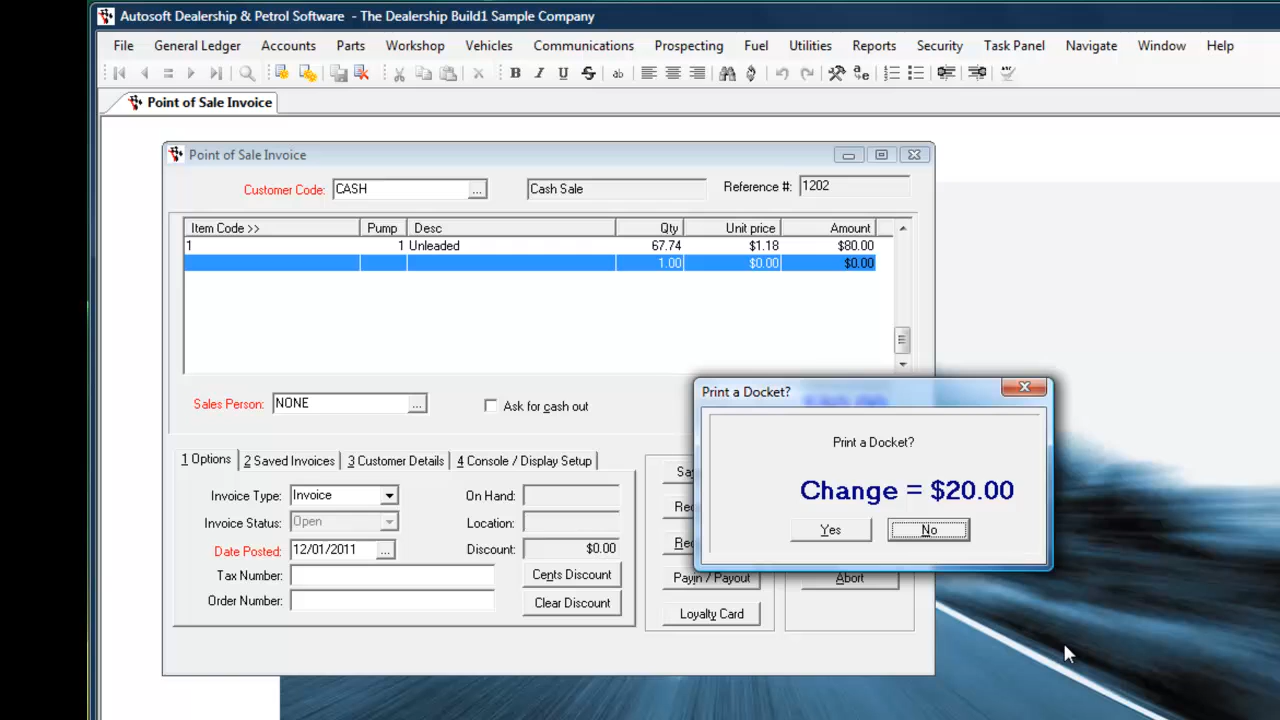 Autosoft Dealership & Petrol Software - The Dealership Build1 Sample Company
File General Ledger Accounts Parts Workshop Vehicles Communications Prospecting Fuel Utilities Reports Security Task Panel Navigate Window Help
B I U S ab
Point of Sale Invoice
Point of Sale Invoice
Customer Code: CASH ... Cash Sale Reference #: 1202
Item Code >> Pump Desc Qty Unit price Amount
1 1 Unleaded 67.74 $1.18 $80.00
1.00 $0.00 $0.00
Sales Person: NONE ... Ask for cash out
Print a Docket?
Print a Docket?
Change = $20.00
Yes No
1 Options 2 Saved Invoices 3 Customer Details 4 Console / Display Setup
Invoice Type: Invoice On Hand:
Invoice Status: Open Location:
Date Posted: 12/01/2011 ... Discount: $0.00
Tax Number: Cents Discount Payin / Payout Abort
Order Number: Clear Discount Loyalty Card